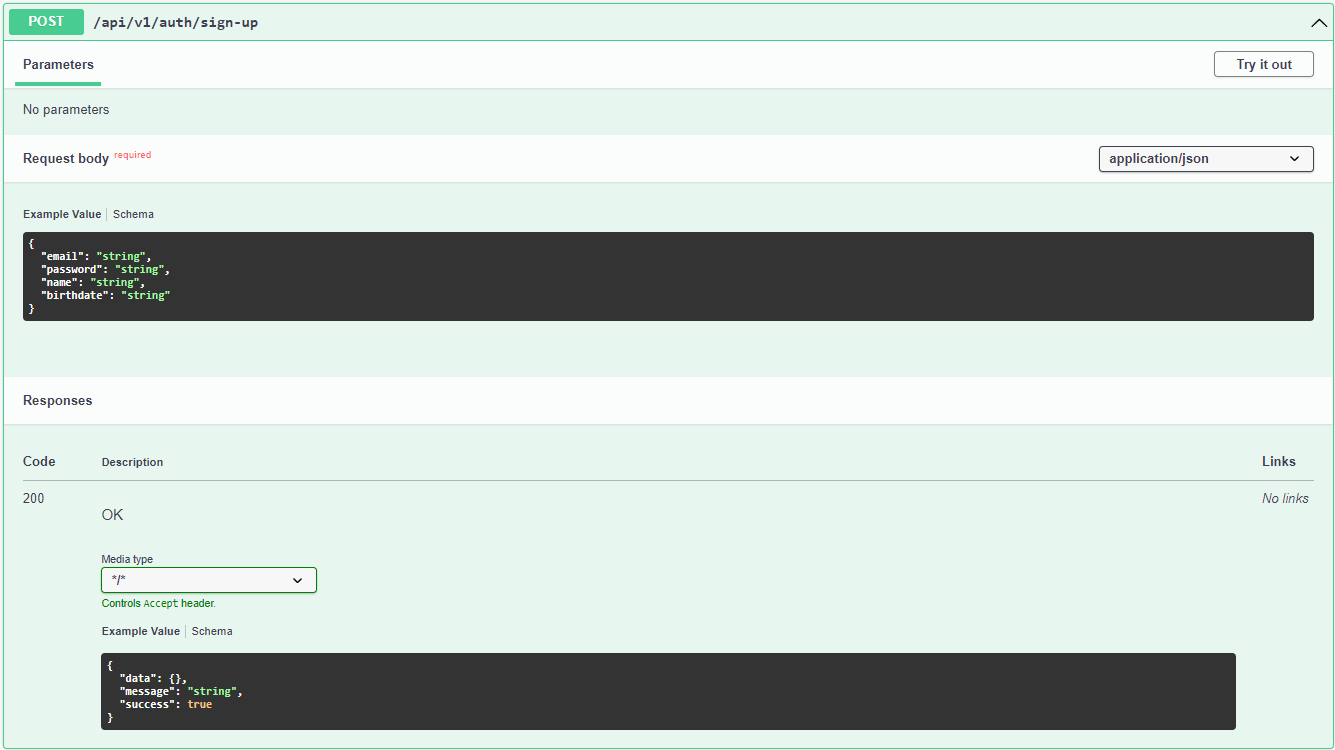 POST /api/v1/auth/sign-up
Parameters Try it out
No parameters
Request body required application/json
Example Value Schema
{
"email": "string",
"password": "string",
"name": "string",
"birthdate": "string"
}
Responses
Code Description Links
200 No links
OK
Media type
*/*
Controls Accept header.
Example Value Schema
{
"data": {},
"message": "string",
"success": true
}